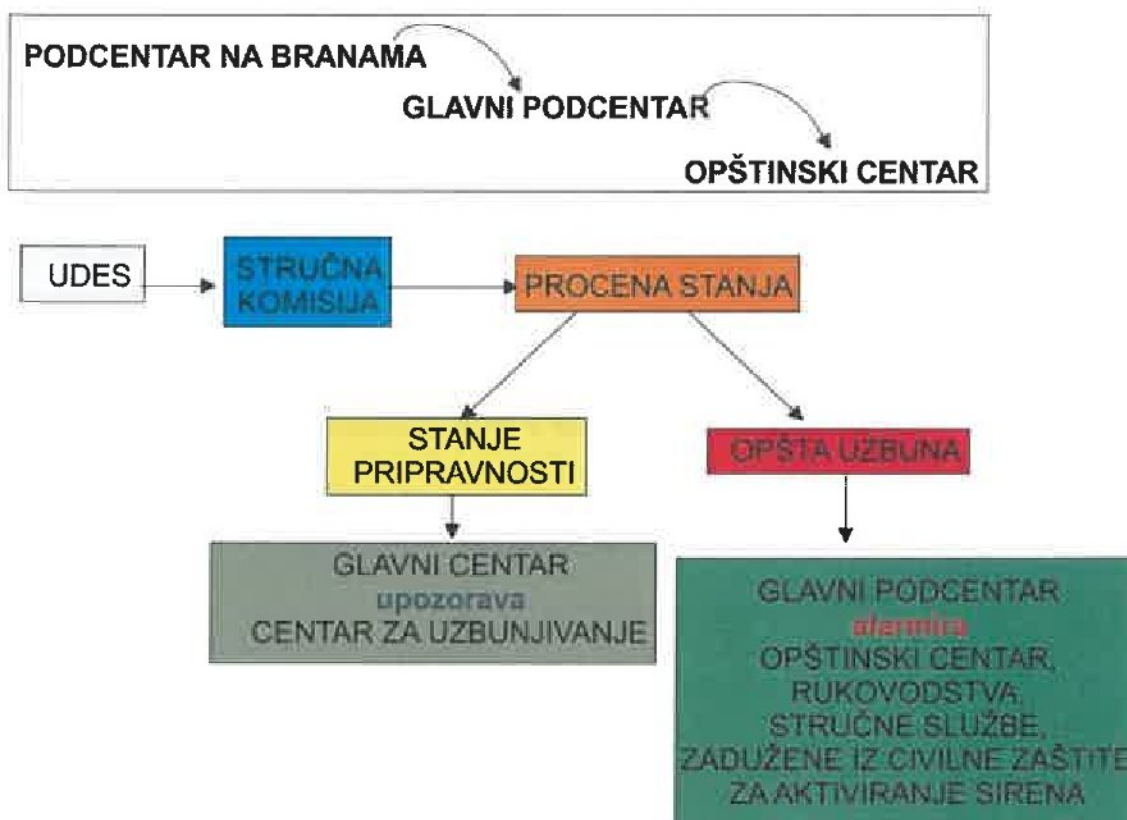 PODCENTAR NA BRANAMA
GLAVNI PODCENTAR
OPŠTINSKI CENTAR
UDES
STRUČNA
KOMISIJA
PROCENA STANJA
STANJE
PRIPRAVNOSTI
OPŠTA UZBUNA
GLAVNI CENTAR
upozorava
CENTAR ZA UZBUNJIVANJE
GLAVNI PODCENTAR
alarmira
OPŠTINSKI CENTAR,
RUKOVODSTVA,
STRUČNE SLUŽBE,
ZADUŽENE IZ CIVILNE ZAŠTITE
ZA AKTIVIRANJE SIRENA